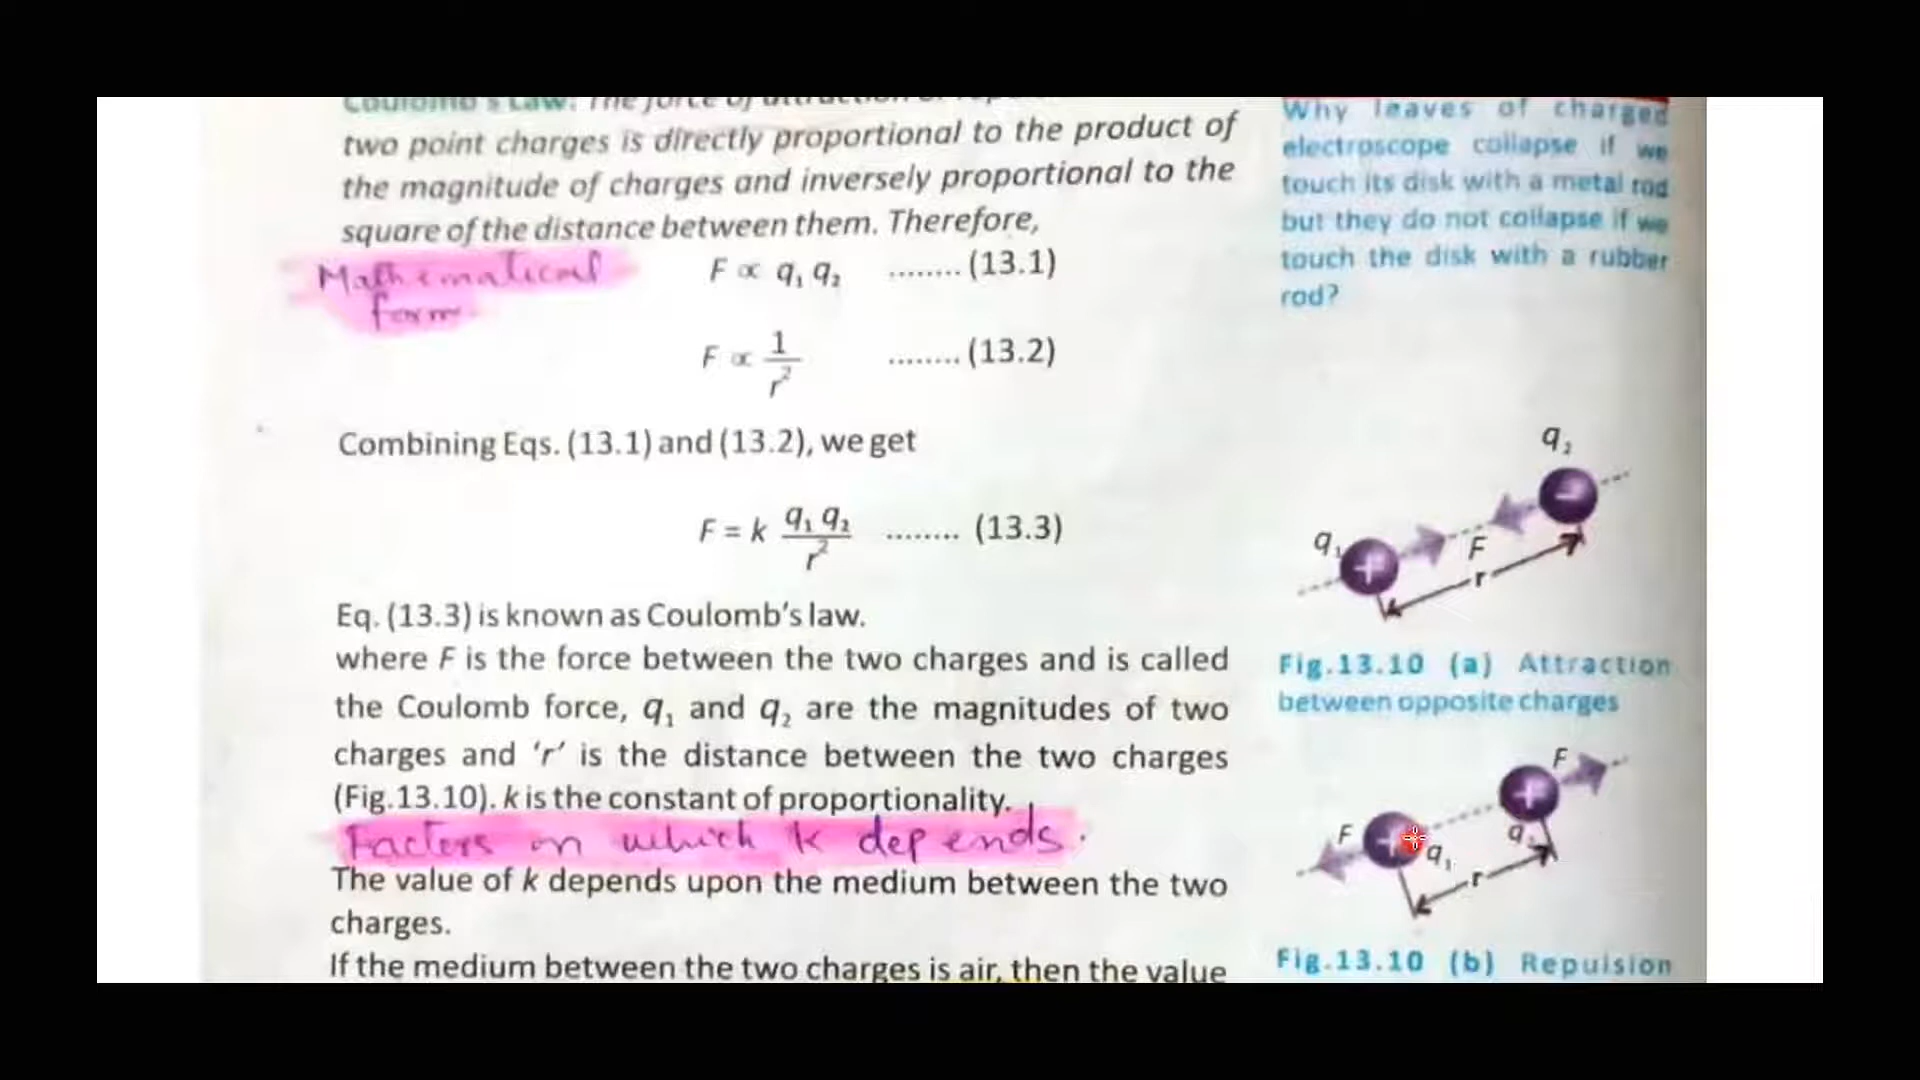 Coulomb's Law: The force of attraction or
two point charges is directly proportional to the product of
the magnitude of charges and inversely proportional to the
square of the distance between them. Therefore,
Mathematical
form
F ∝ q₁ q₂ ........ (13.1)
F ∝ 1/r² ........ (13.2)
Combining Eqs. (13.1) and (13.2), we get
F = k q₁ q₂/r² ........ (13.3)
Eq. (13.3) is known as Coulomb's law.
where F is the force between the two charges and is called
the Coulomb force, q₁ and q₂ are the magnitudes of two
charges and 'r' is the distance between the two charges
(Fig.13.10). k is the constant of proportionality.
Factors on which k depends.
The value of k depends upon the medium between the two
charges.
If the medium between the two charges is air, then the value
Why leaves of charged
electroscope collapse if we
touch its disk with a metal rod
but they do not collapse if we
touch the disk with a rubber
rod?
q₂
−
q₁
+
F
r
Fig.13.10 (a) Attraction
between opposite charges
F
+
F
+
q₂
q₁
r
Fig.13.10 (b) Repulsion